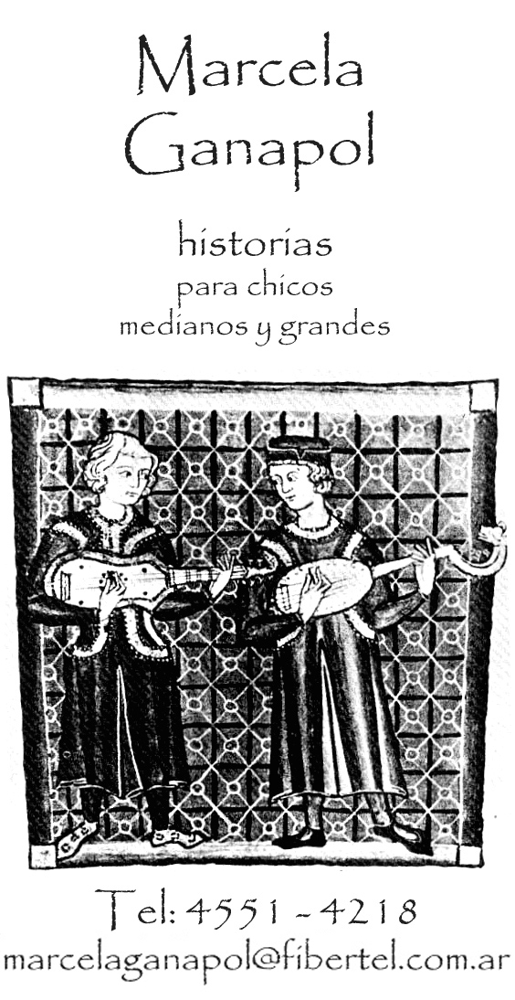 Marcela
Ganapol
historias
para chicos
medianos y grandes
Tel: 4551 - 4218
marcelaganapol@fibertel.com.ar